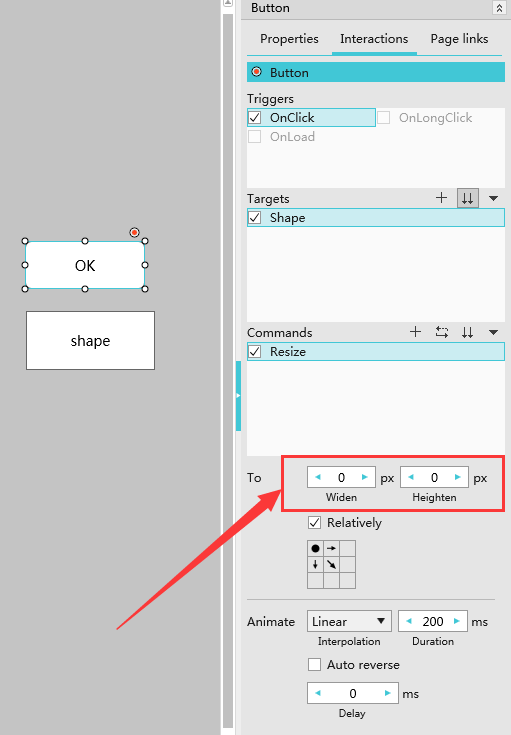 Button
Properties Interactions Page links
Button
Triggers
OnClick OnLongClick
OnLoad
Targets
Shape
OK
shape
Commands
Resize
To 0 px 0 px
Widen Heighten
Relatively
Animate Linear 200 ms
Interpolation Duration
Auto reverse
0 ms
Delay